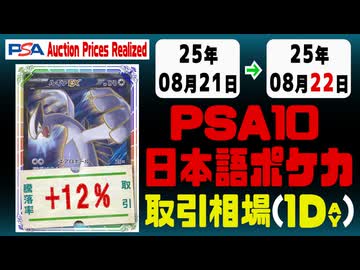 PSA Auction Prices Realized
25年
08月21日
25年
08月22日
ルギアEX
騰落率
+12%
取引
PSA10
日本語ポケカ
取引相場(1D)